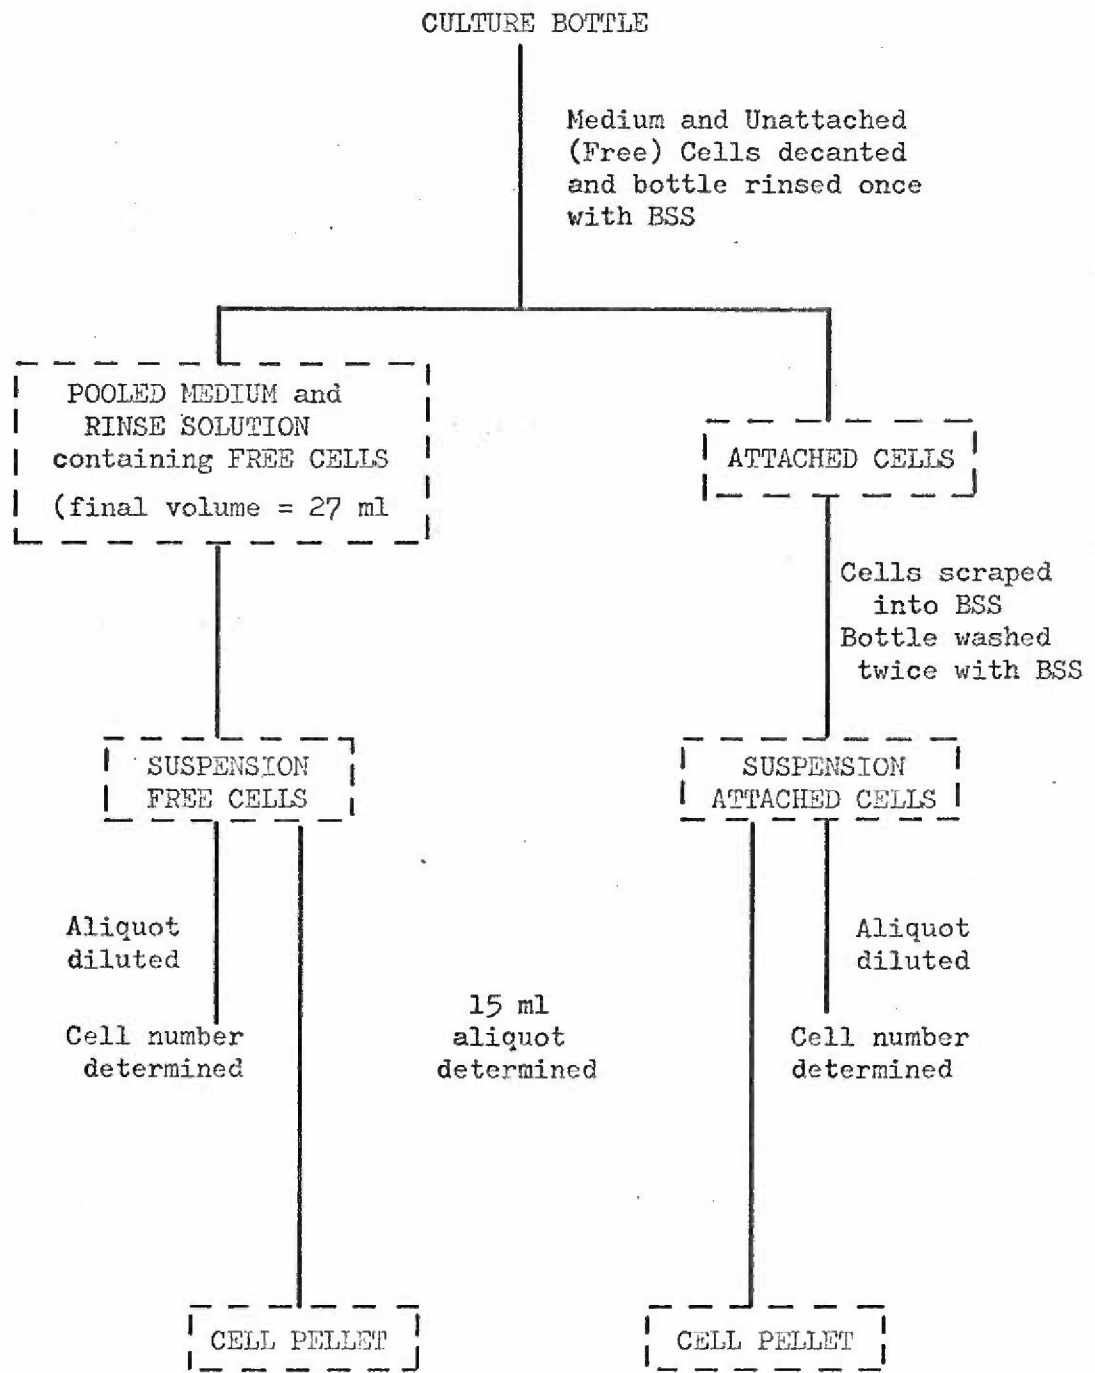 CULTURE BOTTLE
Medium and Unattached
(Free) Cells decanted
and bottle rinsed once
with BSS
POOLED MEDIUM and
RINSE SOLUTION
containing FREE CELLS
(final volume = 27 ml
ATTACHED CELLS
Cells scraped
into BSS
Bottle washed
twice with BSS
SUSPENSION
FREE CELLS
SUSPENSION
ATTACHED CELLS
Aliquot
diluted
Cell number
determined
15 ml
aliquot
determined
Aliquot
diluted
Cell number
determined
CELL PELLET
CELL PELLET